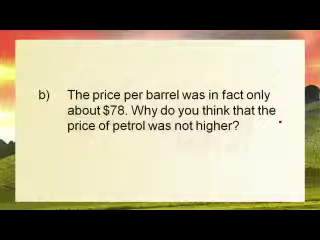 b) The price per barrel was in fact only
about $78. Why do you think that the
price of petrol was not higher?